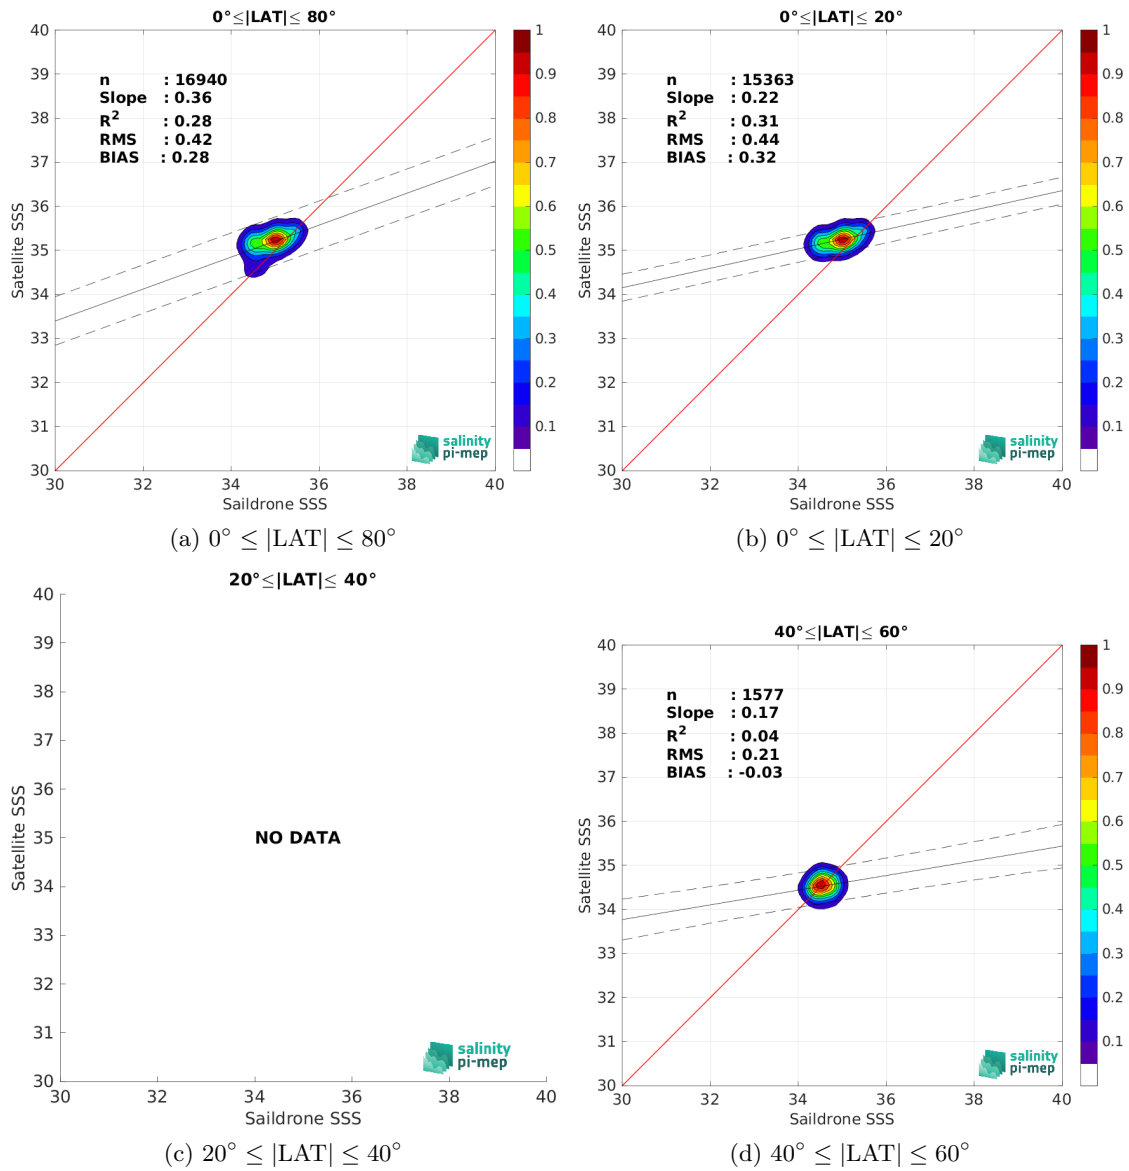 0°≤|LAT|≤ 80°
40
39
38
37
36
35
34
33
32
31
30
Satellite SSS
n : 16940
Slope : 0.36
R² : 0.28
RMS : 0.42
BIAS : 0.28
salinity
pi-mep
30 32 34 36 38 40
Saildrone SSS
1
0.9
0.8
0.7
0.6
0.5
0.4
0.3
0.2
0.1
(a) 0° ≤ |LAT| ≤ 80°
0°≤|LAT|≤ 20°
40
39
38
37
36
35
34
33
32
31
30
Satellite SSS
n : 15363
Slope : 0.22
R² : 0.31
RMS : 0.44
BIAS : 0.32
salinity
pi-mep
30 32 34 36 38 40
Saildrone SSS
1
0.9
0.8
0.7
0.6
0.5
0.4
0.3
0.2
0.1
(b) 0° ≤ |LAT| ≤ 20°
20°≤|LAT|≤ 40°
40
39
38
37
36
35
34
33
32
31
30
Satellite SSS
NO DATA
salinity
pi-mep
30 32 34 36 38 40
Saildrone SSS
(c) 20° ≤ |LAT| ≤ 40°
40°≤|LAT|≤ 60°
40
39
38
37
36
35
34
33
32
31
30
Satellite SSS
n : 1577
Slope : 0.17
R² : 0.04
RMS : 0.21
BIAS : -0.03
salinity
pi-mep
30 32 34 36 38 40
Saildrone SSS
1
0.9
0.8
0.7
0.6
0.5
0.4
0.3
0.2
0.1
(d) 40° ≤ |LAT| ≤ 60°